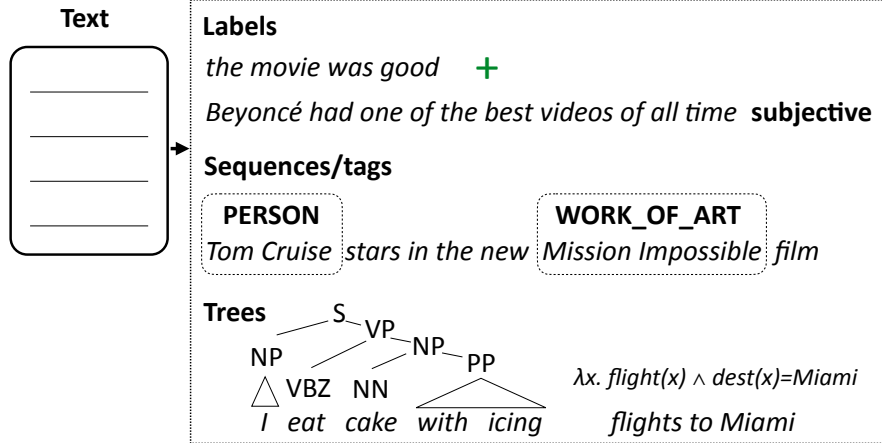 Text
Labels
the movie was good +
Beyoncé had one of the best videos of all time subjective
Sequences/tags
PERSON WORK_OF_ART
Tom Cruise stars in the new Mission Impossible film
Trees
S
VP
NP
NP
PP
VBZ NN
λx. flight(x) ∧ dest(x)=Miami
I eat cake with icing
flights to Miami